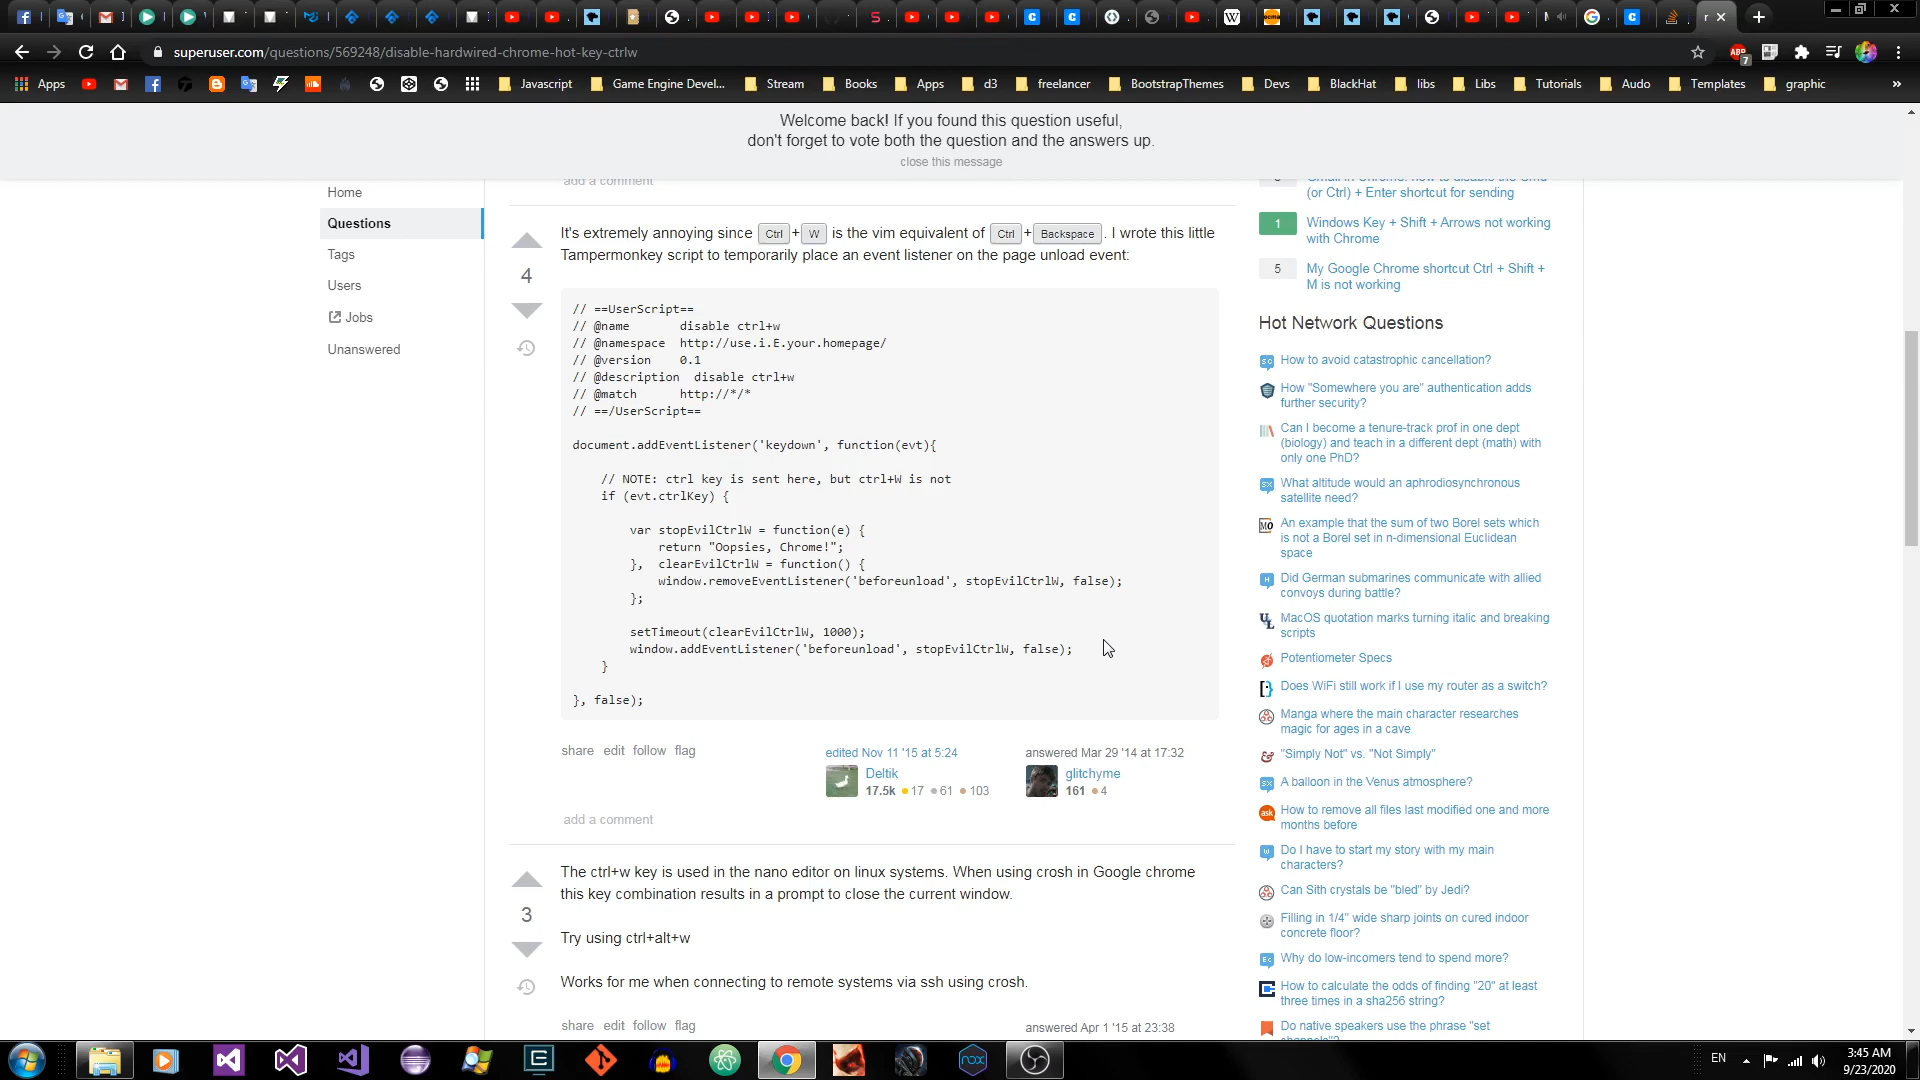 superuser.com/questions/569248/disable-hardwired-chrome-hot-key-ctrlw
7
Apps
Javascript
Game Engine Devel...
Stream
Books
Apps
d3
freelancer
BootstrapThemes
Devs
BlackHat
libs
Libs
Tutorials
Audo
Templates
graphic
»
Welcome back! If you found this question useful,
don't forget to vote both the question and the answers up.
close this message
Home
Questions
Tags
Users
Jobs
Unanswered
add a comment
4
It's extremely annoying since Ctrl + W is the vim equivalent of Ctrl + Backspace . I wrote this little
Tampermonkey script to temporarily place an event listener on the page unload event:
// ==UserScript==
// @name       disable ctrl+w
// @namespace  http://use.i.E.your.homepage/
// @version    0.1
// @description  disable ctrl+w
// @match      http://*/*
// ==/UserScript==
document.addEventListener('keydown', function(evt){
// NOTE: ctrl key is sent here, but ctrl+W is not
if (evt.ctrlKey) {
var stopEvilCtrlW = function(e) {
return "Oopsies, Chrome!";
},  clearEvilCtrlW = function() {
window.removeEventListener('beforeunload', stopEvilCtrlW, false);
};
setTimeout(clearEvilCtrlW, 1000);
window.addEventListener('beforeunload', stopEvilCtrlW, false);
}
}, false);
share edit follow flag
edited Nov 11 '15 at 5:24
Deltik
17.5k 17 61 103
answered Mar 29 '14 at 17:32
glitchyme
161 4
add a comment
3
The ctrl+w key is used in the nano editor on linux systems. When using crosh in Google chrome
this key combination results in a prompt to close the current window.
Try using ctrl+alt+w
Works for me when connecting to remote systems via ssh using crosh.
share edit follow flag
answered Apr 1 '15 at 23:38
(or Ctrl) + Enter shortcut for sending
1
Windows Key + Shift + Arrows not working
with Chrome
5
My Google Chrome shortcut Ctrl + Shift +
M is not working
Hot Network Questions
How to avoid catastrophic cancellation?
How "Somewhere you are" authentication adds
further security?
Can I become a tenure-track prof in one dept
(biology) and teach in a different dept (math) with
only one PhD?
What altitude would an aphrodiosynchronous
satellite need?
An example that the sum of two Borel sets which
is not a Borel set in n-dimensional Euclidean
space
Did German submarines communicate with allied
convoys during battle?
MacOS quotation marks turning italic and breaking
scripts
Potentiometer Specs
Does WiFi still work if I use my router as a switch?
Manga where the main character researches
magic for ages in a cave
"Simply Not" vs. "Not Simply"
A balloon in the Venus atmosphere?
How to remove all files last modified one and more
months before
Do I have to start my story with my main
characters?
Can Sith crystals be "bled" by Jedi?
Filling in 1/4" wide sharp joints on cured indoor
concrete floor?
Why do low-incomers tend to spend more?
How to calculate the odds of finding "20" at least
three times in a sha256 string?
Do native speakers use the phrase "set
EN
3:45 AM
9/23/2020